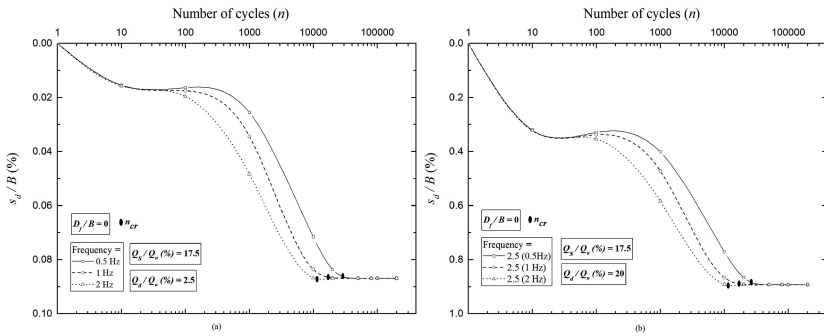 Number of cycles (n)
1 10 100 1000 10000 100000
0.00
0.02
0.04
0.06
0.08
0.10
s_d / B (%)
D_f / B = 0
n_cr
Frequency =
0.5 Hz
1 Hz
2 Hz
Q_S / Q_u (%) = 17.5
Q_d / Q_u (%) = 2.5
(a)
Number of cycles (n)
1 10 100 1000 10000 100000
0.0
0.2
0.4
0.6
0.8
1.0
s_d / B (%)
D_f / B = 0
n_cr
Frequency =
2.5 (0.5Hz)
2.5 (1 Hz)
2.5 (2 Hz)
Q_S / Q_u (%) = 17.5
Q_d / Q_u (%) = 20
(b)